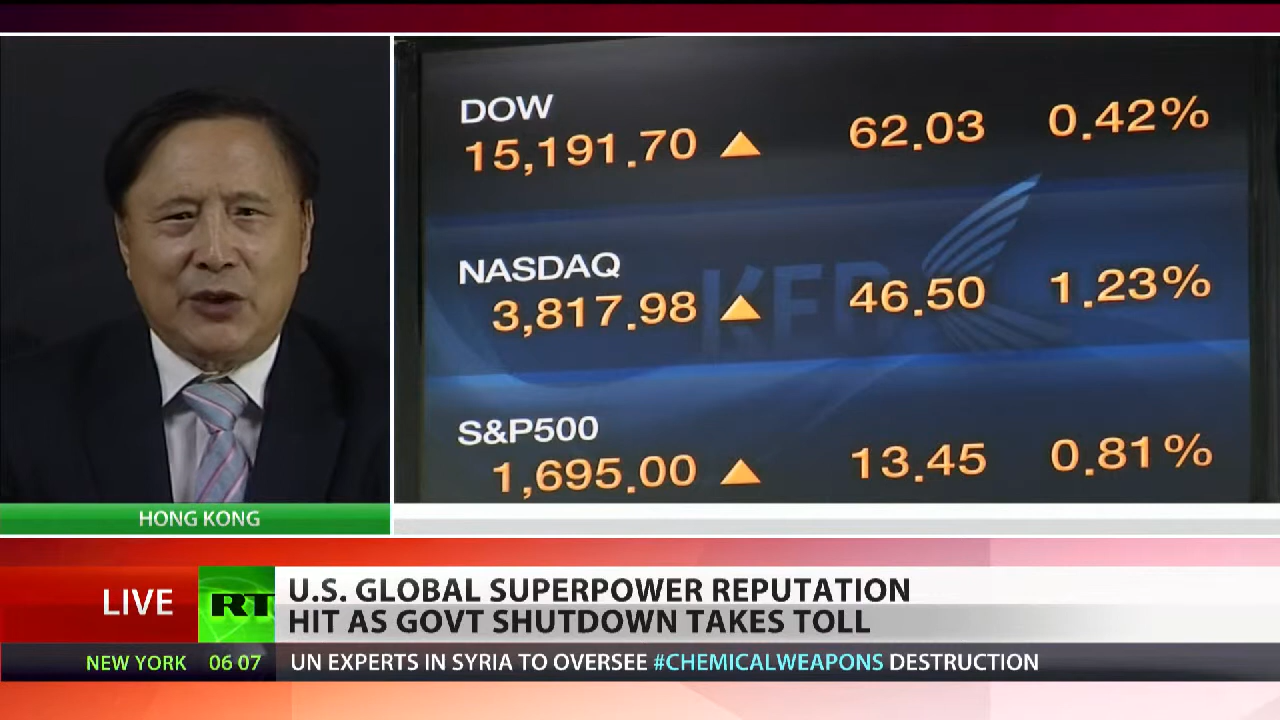 DOW
15,191.70 ▲ 62.03 0.42%
NASDAQ
3,817.98 ▲ 46.50 1.23%
S&P500
1,695.00 ▲ 13.45 0.81%
KEB
HONG KONG
LIVE RT
U.S. GLOBAL SUPERPOWER REPUTATION
HIT AS GOVT SHUTDOWN TAKES TOLL
NEW YORK 06 07 UN EXPERTS IN SYRIA TO OVERSEE #CHEMICALWEAPONS DESTRUCTION